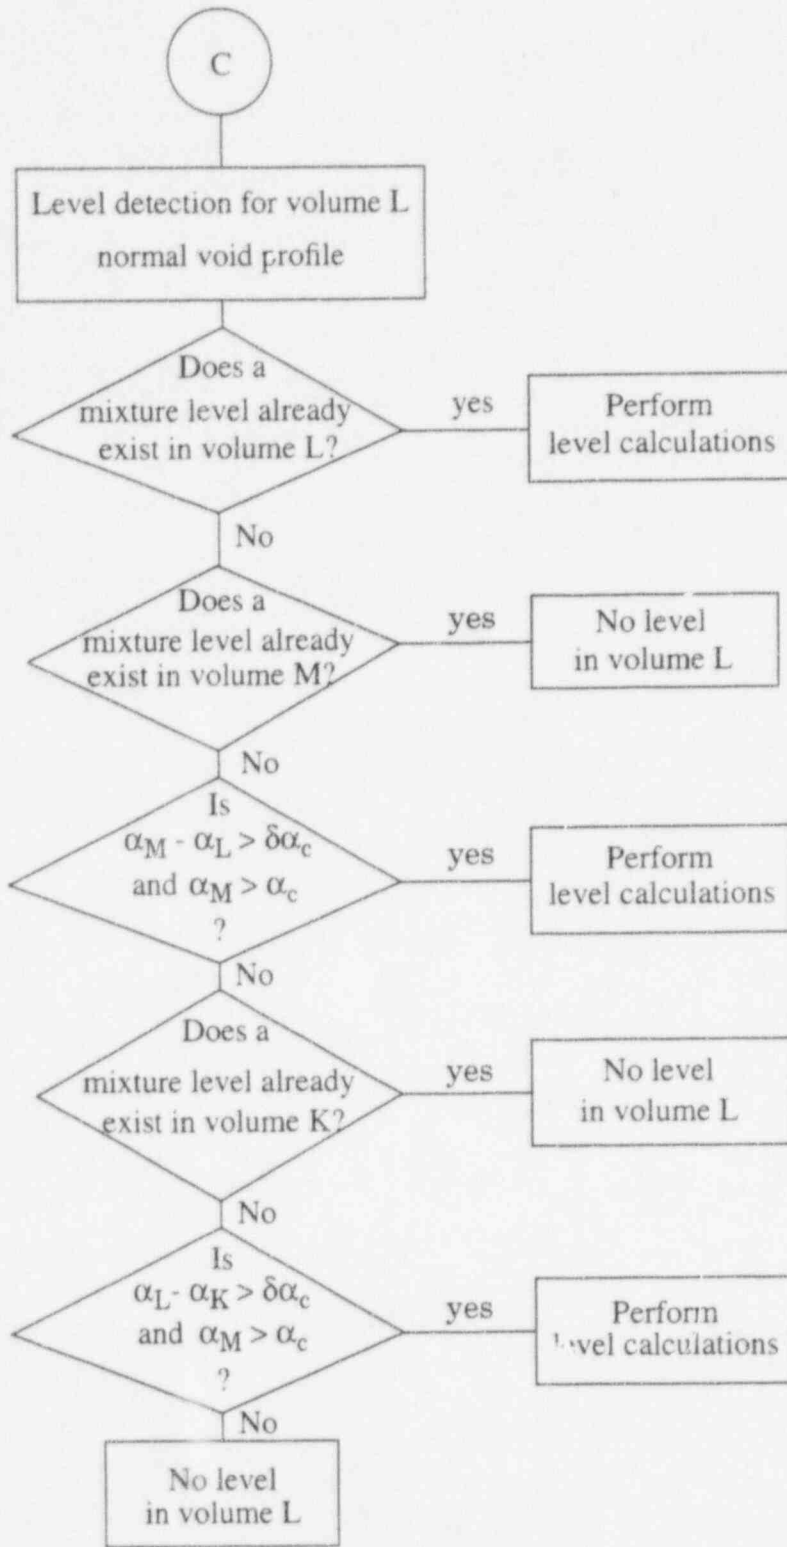 C
Level detection for volume L
normal void profile
Does a
mixture level already
exist in volume L?
yes
Perform
level calculations
No
Does a
mixture level already
exist in volume M?
yes
No level
in volume L
No
Is
α_M - α_L > δα_c
and α_M > α_c
?
yes
Perform
level calculations
No
Does a
mixture level already
exist in volume K?
yes
No level
in volume L
No
Is
α_L - α_K > δα_c
and α_M > α_c
?
yes
Perform
level calculations
No
No level
in volume L